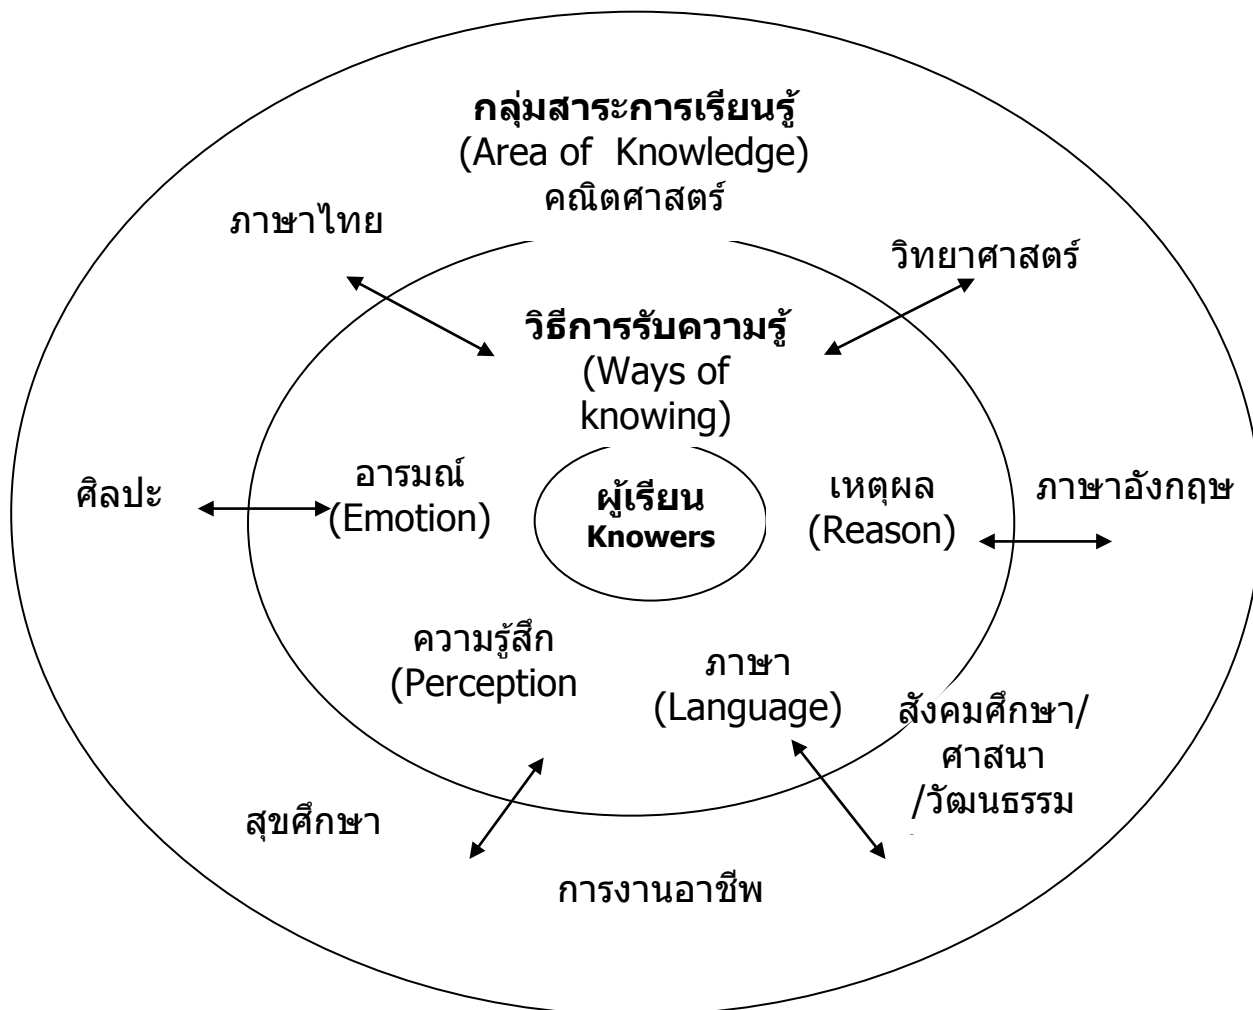 กลุ่มสาระการเรียนรู้
(Area of Knowledge)
คณิตศาสตร์
ภาษาไทย
วิทยาศาสตร์
วิธีการรับความรู้
(Ways of
knowing)
ศิลปะ
อารมณ์
(Emotion)
ผู้เรียน
Knowers
เหตุผล
(Reason)
ภาษาอังกฤษ
ความรู้สึก
(Perception
ภาษา
(Language)
สังคมศึกษา/
ศาสนา
/วัฒนธรรม
สุขศึกษา
การงานอาชีพ